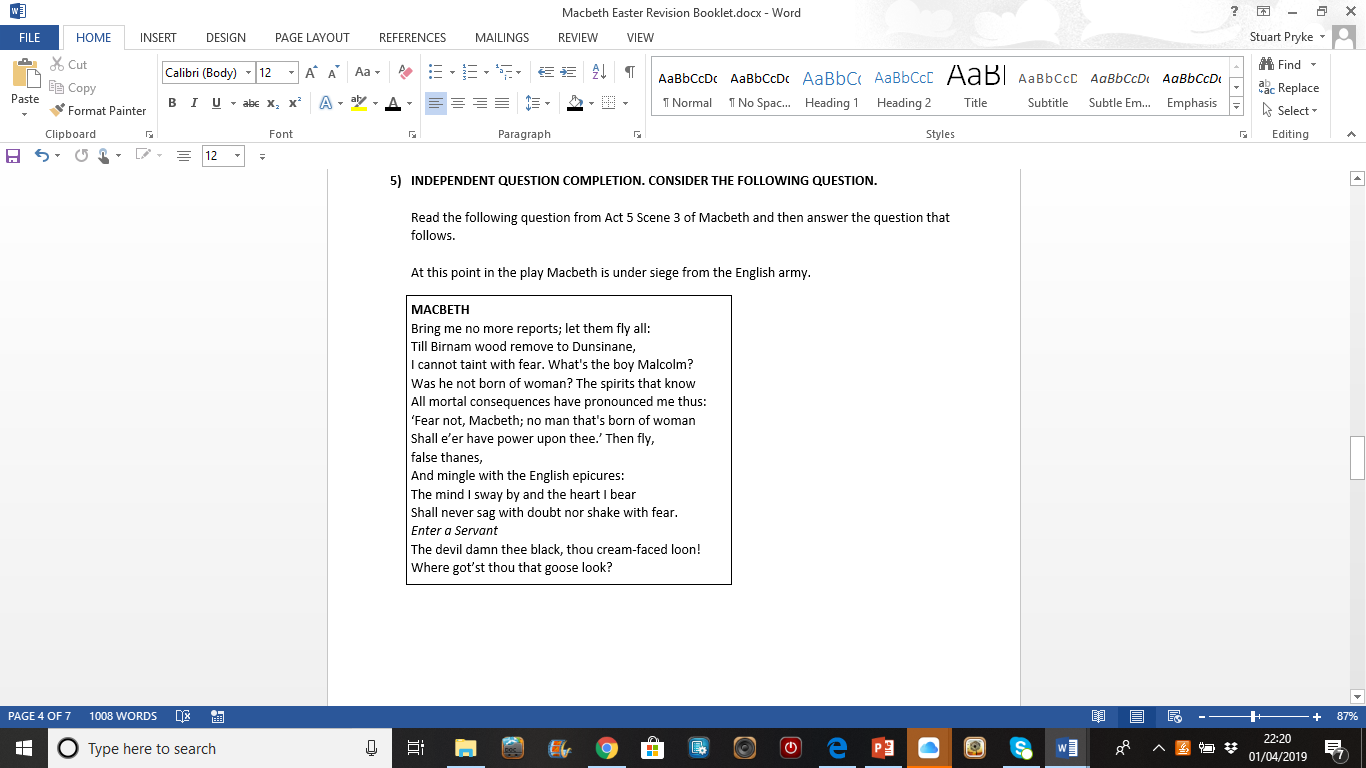 Macbeth Easter Revision Booklet.docx - Word
FILE HOME INSERT DESIGN PAGE LAYOUT REFERENCES MAILINGS REVIEW VIEW Stuart Pryke
Paste
Cut
Copy
Format Painter
Clipboard
Calibri (Body) 12
Font
Paragraph
AaBbCcDc AaBbCcDc AaBbCc AaBbCcD AaB AaBbCcD AaBbCcDc AaBbCcDc
¶ Normal ¶ No Spac... Heading 1 Heading 2 Title Subtitle Subtle Em... Emphasis
Styles
Find
Replace
Select
Editing
12
5) INDEPENDENT QUESTION COMPLETION. CONSIDER THE FOLLOWING QUESTION.
Read the following question from Act 5 Scene 3 of Macbeth and then answer the question that
follows.
At this point in the play Macbeth is under siege from the English army.
MACBETH
Bring me no more reports; let them fly all:
Till Birnam wood remove to Dunsinane,
I cannot taint with fear. What's the boy Malcolm?
Was he not born of woman? The spirits that know
All mortal consequences have pronounced me thus:
‘Fear not, Macbeth; no man that's born of woman
Shall e’er have power upon thee.’ Then fly,
false thanes,
And mingle with the English epicures:
The mind I sway by and the heart I bear
Shall never sag with doubt nor shake with fear.
Enter a Servant
The devil damn thee black, thou cream-faced loon!
Where got’st thou that goose look?
PAGE 4 OF 7 1008 WORDS 87%
Type here to search
22:20
01/04/2019
7